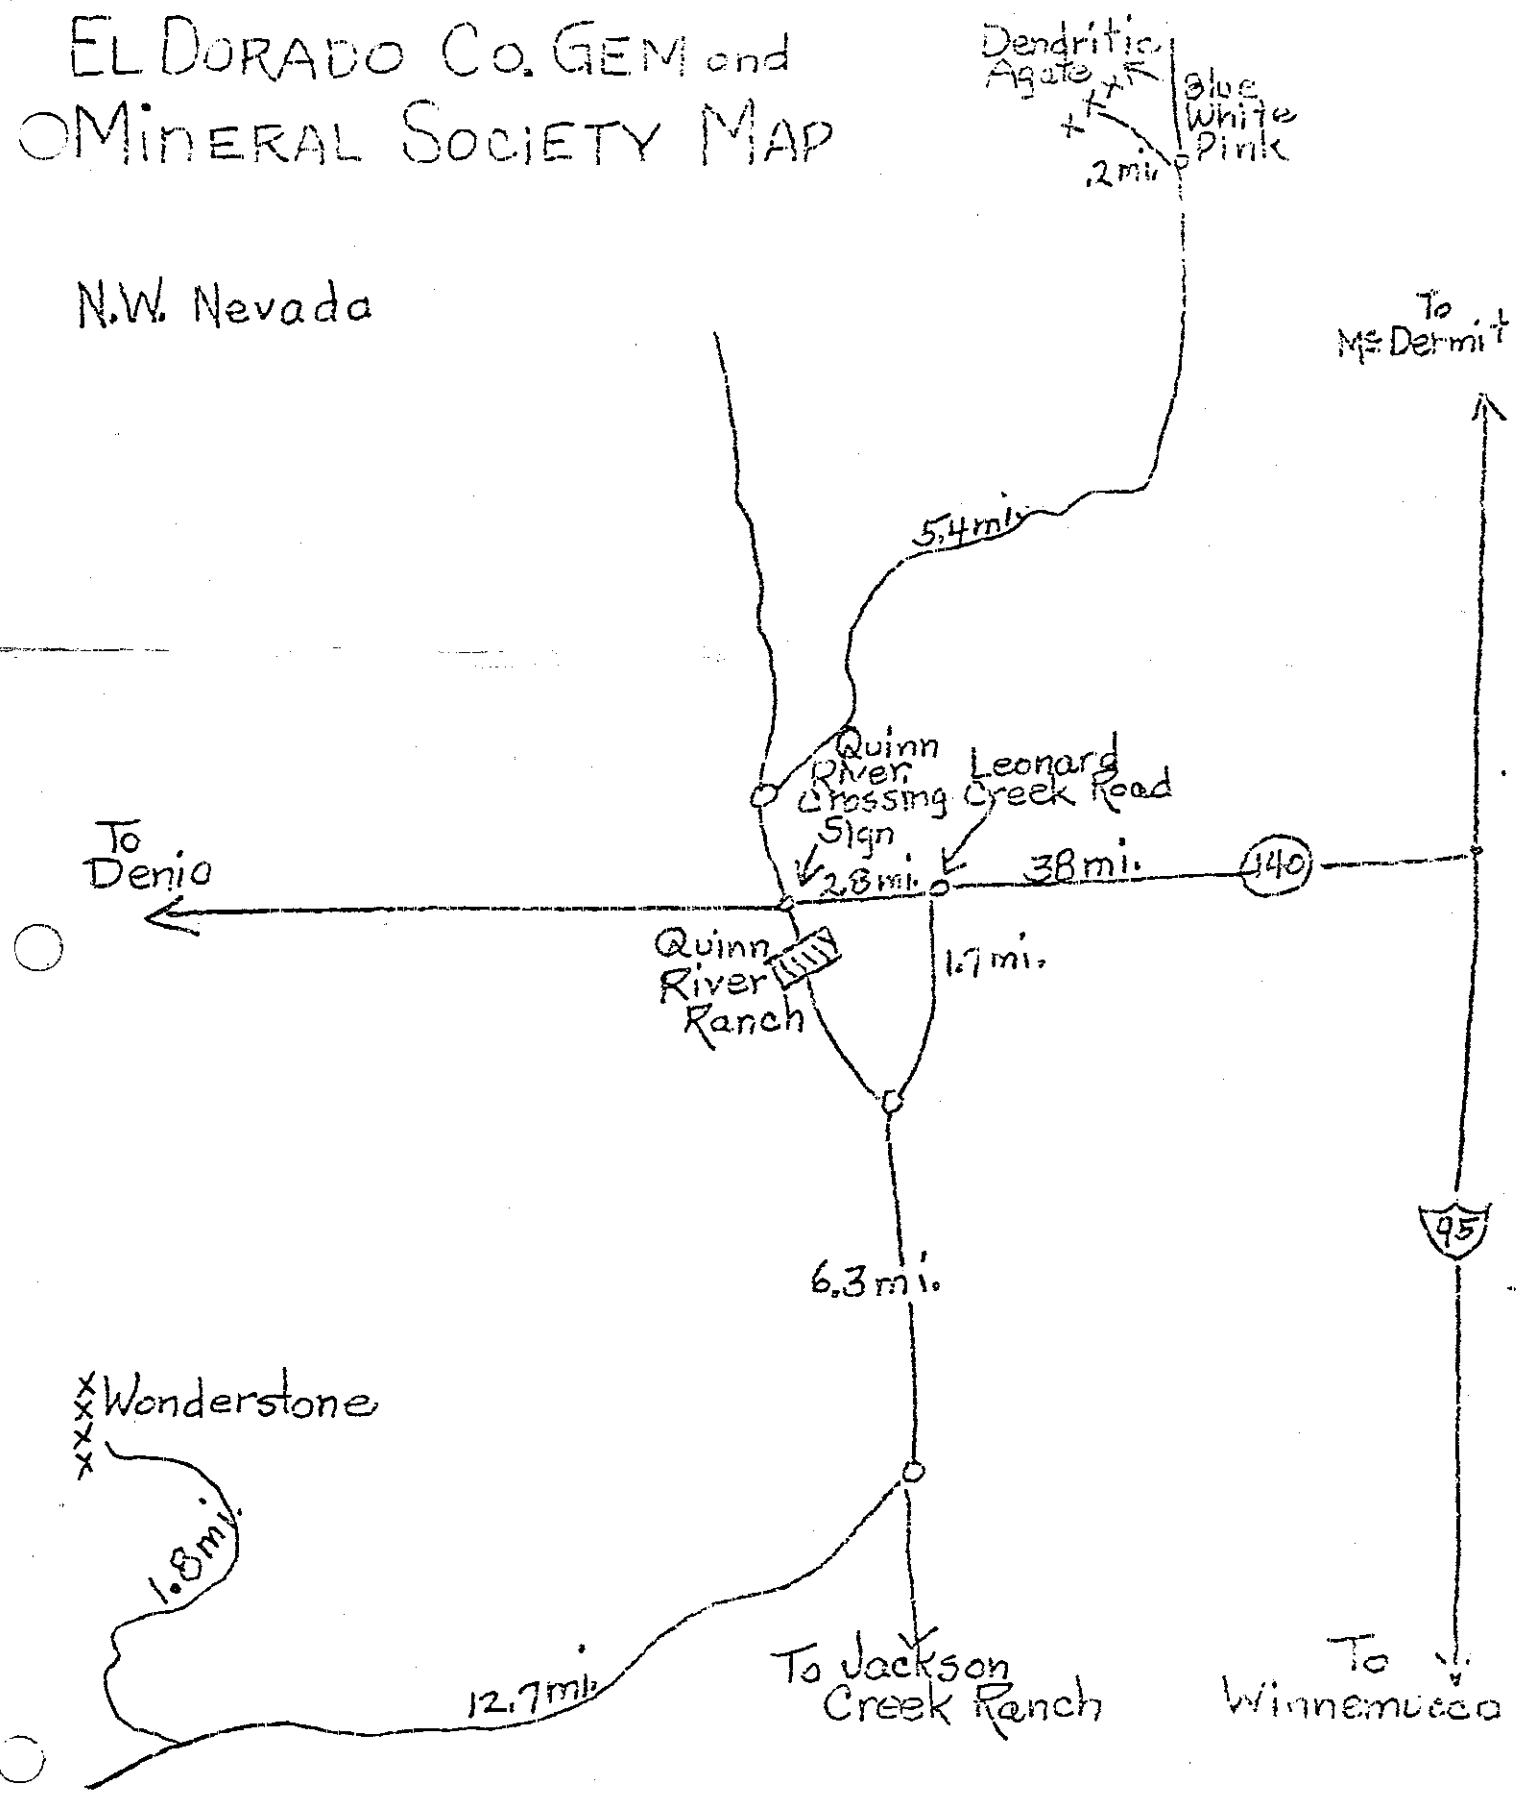 EL DORADO CO. GEM and
MINERAL SOCIETY MAP
Dendritic
Agate
Blue
White
Pink
.2 mi.
N.W. Nevada
To
McDermit
5.4 mi.
Quinn
River
Crossing
Sign
Leonard
Creek Road
To
Denio
2.8 mi.
38 mi.
140
Quinn
River
Ranch
1.7 mi.
95
6.3 mi.
x Wonderstone
x
x
x
1.8 mi.
12.7 mi.
To Jackson
Creek Ranch
To
Winnemucca